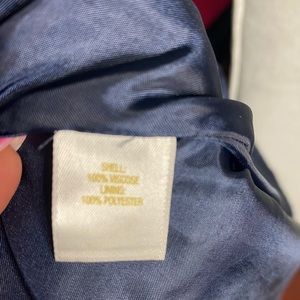 SHELL:
100% VISCOSE
LINING:
100% POLYESTER